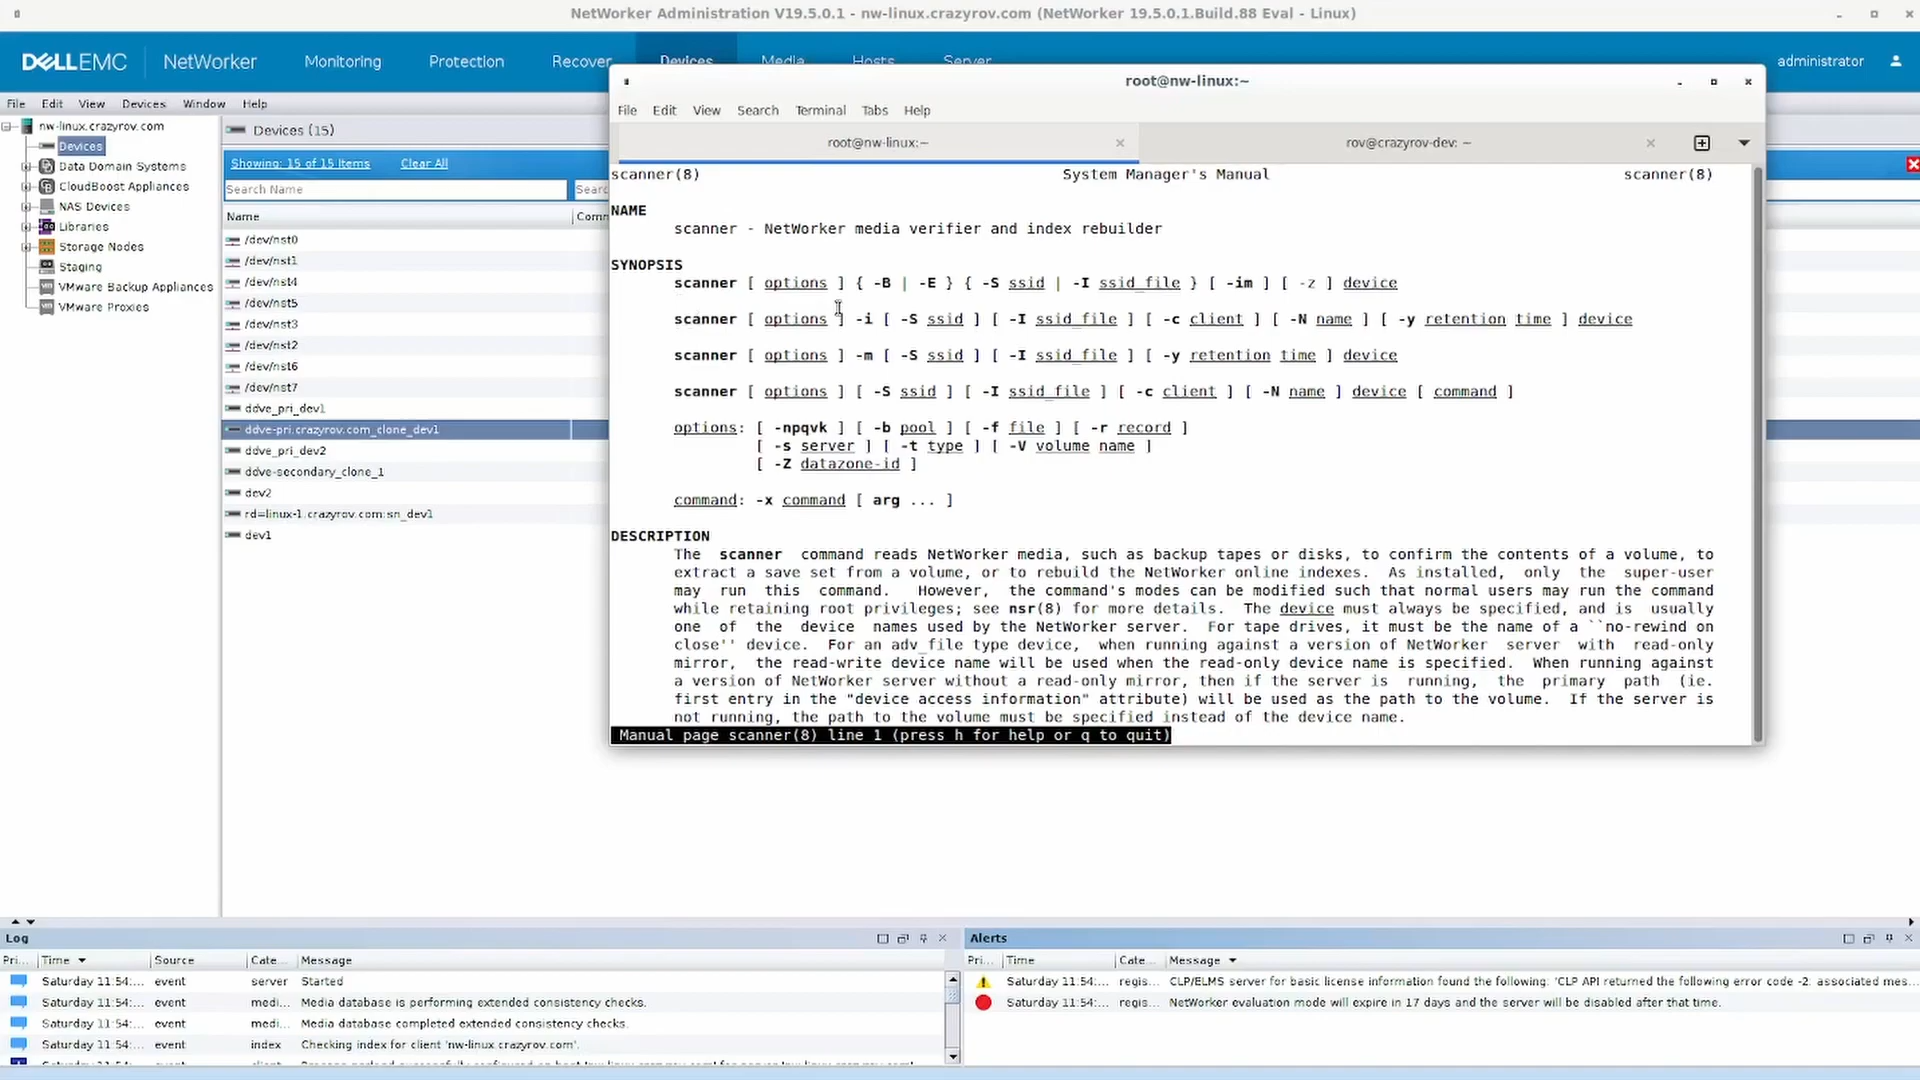 NetWorker Administration V19.5.0.1 - nw-linux.crazyrov.com (NetWorker 19.5.0.1.Build.88 Eval - Linux)
DELLEMC NetWorker Monitoring Protection Recover Devices Media Hosts Server administrator
File Edit View Devices Window Help
nw-linux.crazyrov.com
Devices
Data Domain Systems
CloudBoost Appliances
NAS Devices
Libraries
Storage Nodes
Staging
VMware Backup Appliances
VMware Proxies
Devices (15)
Showing: 15 of 15 Items Clear All
Search Name
Name
/dev/nst0
/dev/nst1
/dev/nst4
/dev/nst5
/dev/nst3
/dev/nst2
/dev/nst6
/dev/nst7
ddve_pri_dev1
ddve-pri.crazyrov.com_clone_dev1
ddve_pri_dev2
ddve-secondary_clone_1
dev2
rd=linux-1.crazyrov.com:sn_dev1
dev1
root@nw-linux:~
File Edit View Search Terminal Tabs Help
root@nw-linux:~ rov@crazyrov-dev: ~
scanner(8) System Manager's Manual scanner(8)
NAME
scanner - NetWorker media verifier and index rebuilder
SYNOPSIS
scanner [ options ] { -B | -E } { -S ssid | -I ssid_file } [ -im ] [ -z ] device
scanner [ options ] -i [ -S ssid ] [ -I ssid_file ] [ -c client ] [ -N name ] [ -y retention time ] device
scanner [ options ] -m [ -S ssid ] [ -I ssid_file ] [ -y retention time ] device
scanner [ options ] [ -S ssid ] [ -I ssid_file ] [ -c client ] [ -N name ] device [ command ]
options: [ -npqvk ] [ -b pool ] [ -f file ] [ -r record ]
[ -s server ] [ -t type ] [ -V volume name ]
[ -Z datazone-id ]
command: -x command [ arg ... ]
DESCRIPTION
The scanner command reads NetWorker media, such as backup tapes or disks, to confirm the contents of a volume, to
extract a save set from a volume, or to rebuild the NetWorker online indexes. As installed, only the super-user
may run this command. However, the command's modes can be modified such that normal users may run the command
while retaining root privileges; see nsr(8) for more details. The device must always be specified, and is usually
one of the device names used by the NetWorker server. For tape drives, it must be the name of a ``no-rewind on
close'' device. For an adv_file type device, when running against a version of NetWorker server with read-only
mirror, the read-write device name will be used when the read-only device name is specified. When running against
a version of NetWorker server without a read-only mirror, then if the server is running, the primary path (ie.
first entry in the "device access information" attribute) will be used as the path to the volume. If the server is
not running, the path to the volume must be specified instead of the device name.
Manual page scanner(8) line 1 (press h for help or q to quit)
Log
Pri... Time Source Cate... Message
Saturday 11:54:... event server Started
Saturday 11:54:... event medi... Media database is performing extended consistency checks.
Saturday 11:54:... event medi... Media database completed extended consistency checks.
Saturday 11:54:... event index Checking index for client 'nw-linux.crazyrov.com'.
Alerts
Pri... Time Cate... Message
Saturday 11:54:... regis... CLP/ELMS server for basic license information found the following: 'CLP API returned the following error code -2: associated mes...
Saturday 11:54:... regis... NetWorker evaluation mode will expire in 17 days and the server will be disabled after that time.